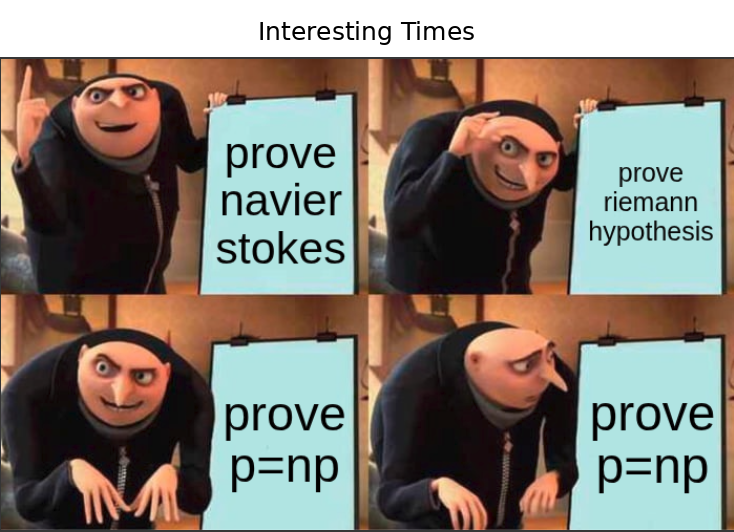 Interesting Times
prove
navier
stokes
prove
riemann
hypothesis
prove
p=np
prove
p=np